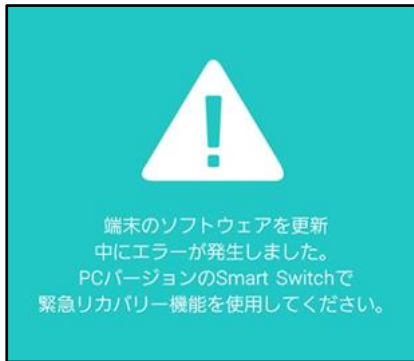 端末のソフトウェアを更新
中にエラーが発生しました。
PCバージョンのSmart Switchで
緊急リカバリー機能を使用してください。